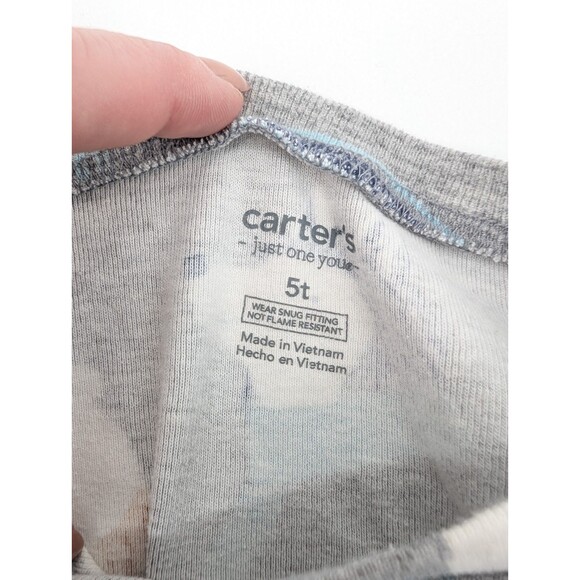 carter's
- just one you® -
5t
WEAR SNUG FITTING
NOT FLAME RESISTANT
Made in Vietnam
Hecho en Vietnam